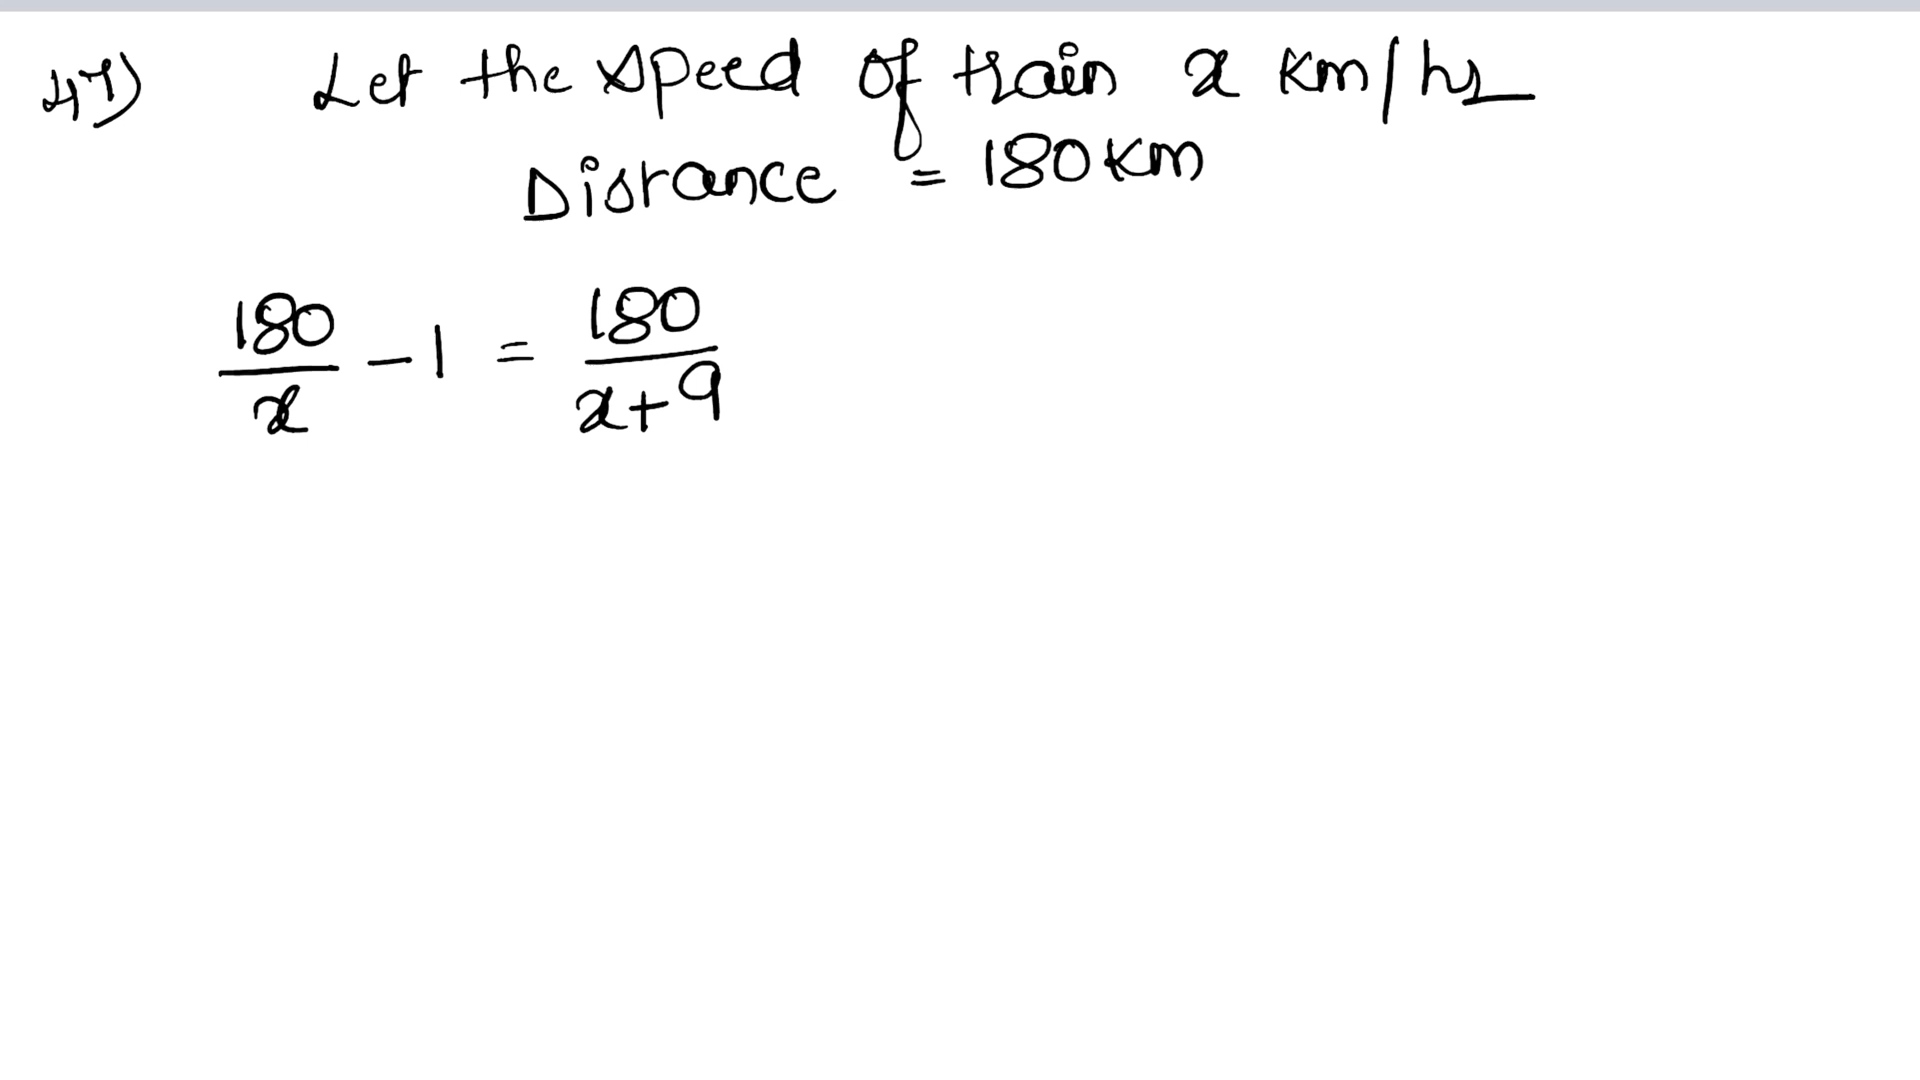 47) Let the speed of train x km/hr
Distance = 180 km
180/x - 1 = 180/x+9